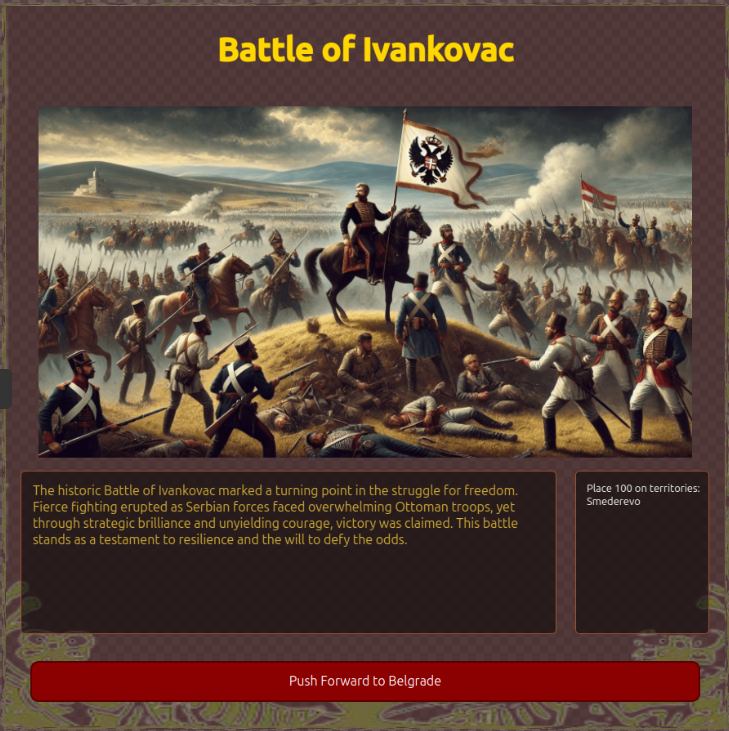 Battle of Ivankovac
The historic Battle of Ivankovac marked a turning point in the struggle for freedom.
Fierce fighting erupted as Serbian forces faced overwhelming Ottoman troops, yet
through strategic brilliance and unyielding courage, victory was claimed. This battle
stands as a testament to resilience and the will to defy the odds.
Place 100 on territories:
Smederevo
Push Forward to Belgrade